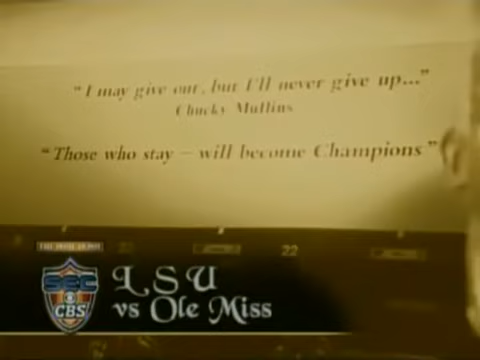 "I may give out, but I'll never give up..."
Chucky Mullins
"Those who stay — will become Champions"
22
SEC
CBS
LSU
vs Ole Miss